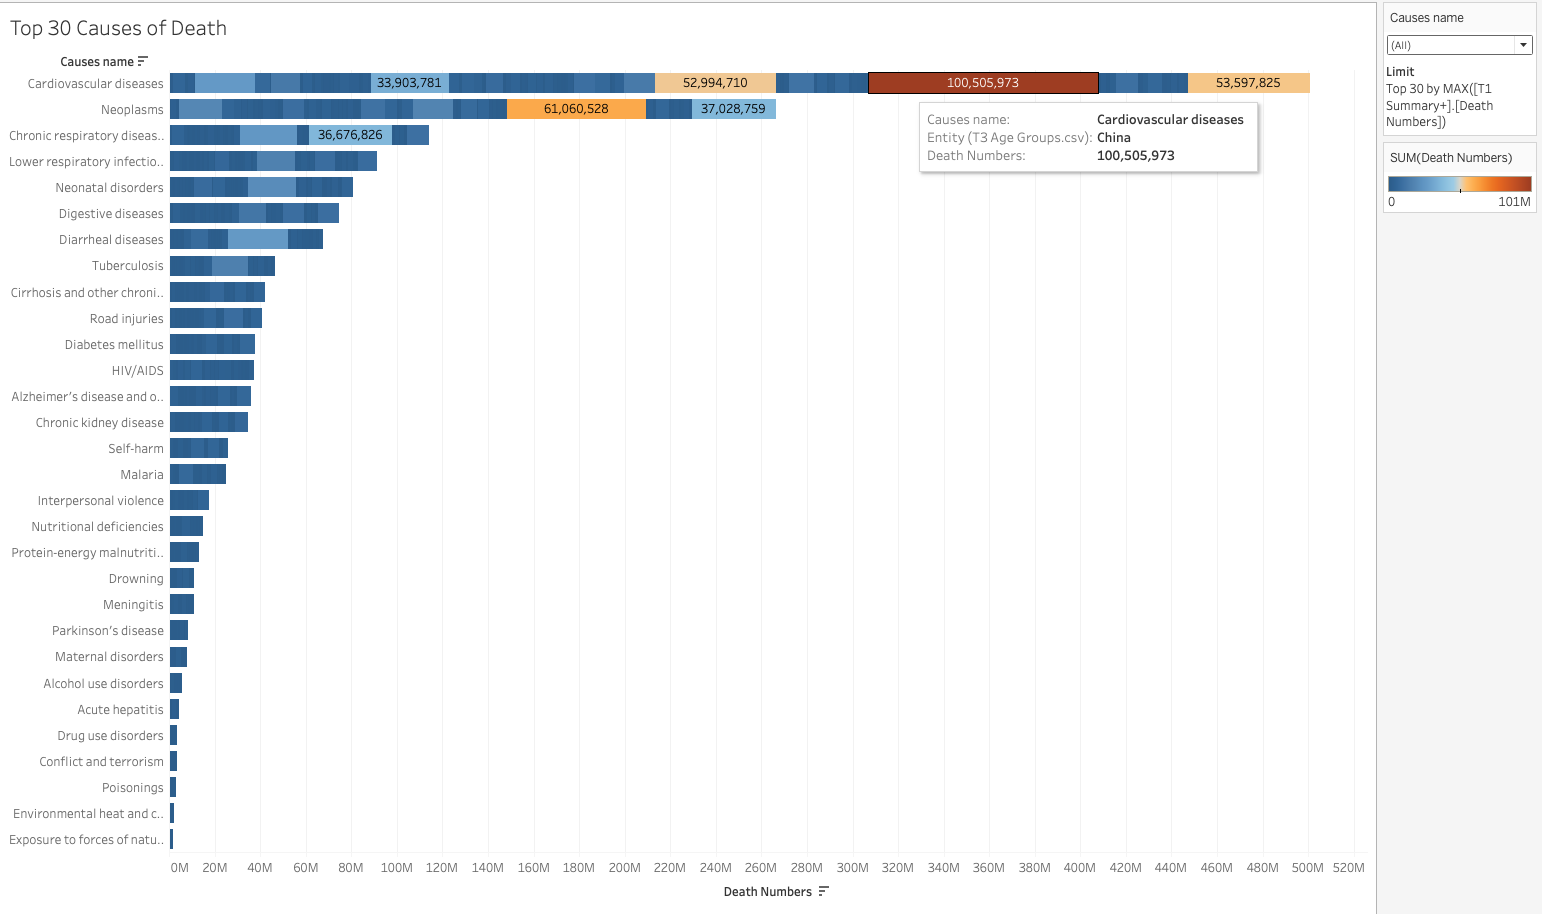 Top 30 Causes of Death
Causes name
Cardiovascular diseases
33,903,781
52,994,710
100,505,973
53,597,825
Neoplasms
61,060,528
37,028,759
Chronic respiratory diseas..
36,676,826
Lower respiratory infectio..
Neonatal disorders
Digestive diseases
Diarrheal diseases
Tuberculosis
Cirrhosis and other chroni..
Road injuries
Diabetes mellitus
HIV/AIDS
Alzheimer's disease and o..
Chronic kidney disease
Self-harm
Malaria
Interpersonal violence
Nutritional deficiencies
Protein-energy malnutriti..
Drowning
Meningitis
Parkinson's disease
Maternal disorders
Alcohol use disorders
Acute hepatitis
Drug use disorders
Conflict and terrorism
Poisonings
Environmental heat and c..
Exposure to forces of natu..
0M 20M 40M 60M 80M 100M 120M 140M 160M 180M 200M 220M 240M 260M 280M 300M 320M 340M 360M 380M 400M 420M 440M 460M 480M 500M 520M
Death Numbers
Causes name: Cardiovascular diseases
Entity (T3 Age Groups.csv): China
Death Numbers: 100,505,973
Causes name
(All)
Limit
Top 30 by MAX([T1
Summary+].[Death
Numbers])
SUM(Death Numbers)
0 101M